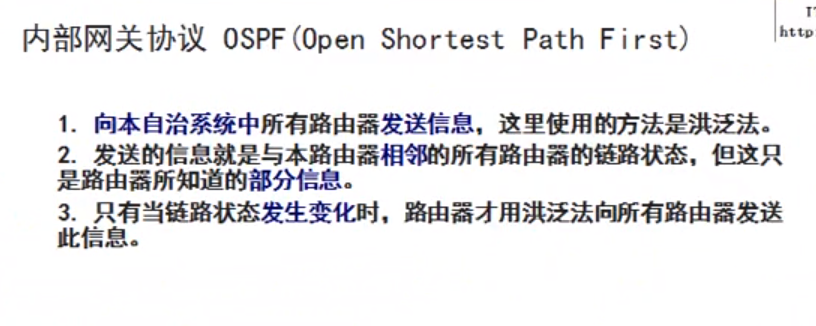 内部网关协议 OSPF(Open Shortest Path First)
http
1. 向本自治系统中所有路由器发送信息，这里使用的方法是洪泛法。
2. 发送的信息就是与本路由器相邻的所有路由器的链路状态，但这只
是路由器所知道的部分信息。
3. 只有当链路状态发生变化时，路由器才用洪泛法向所有路由器发送
此信息。